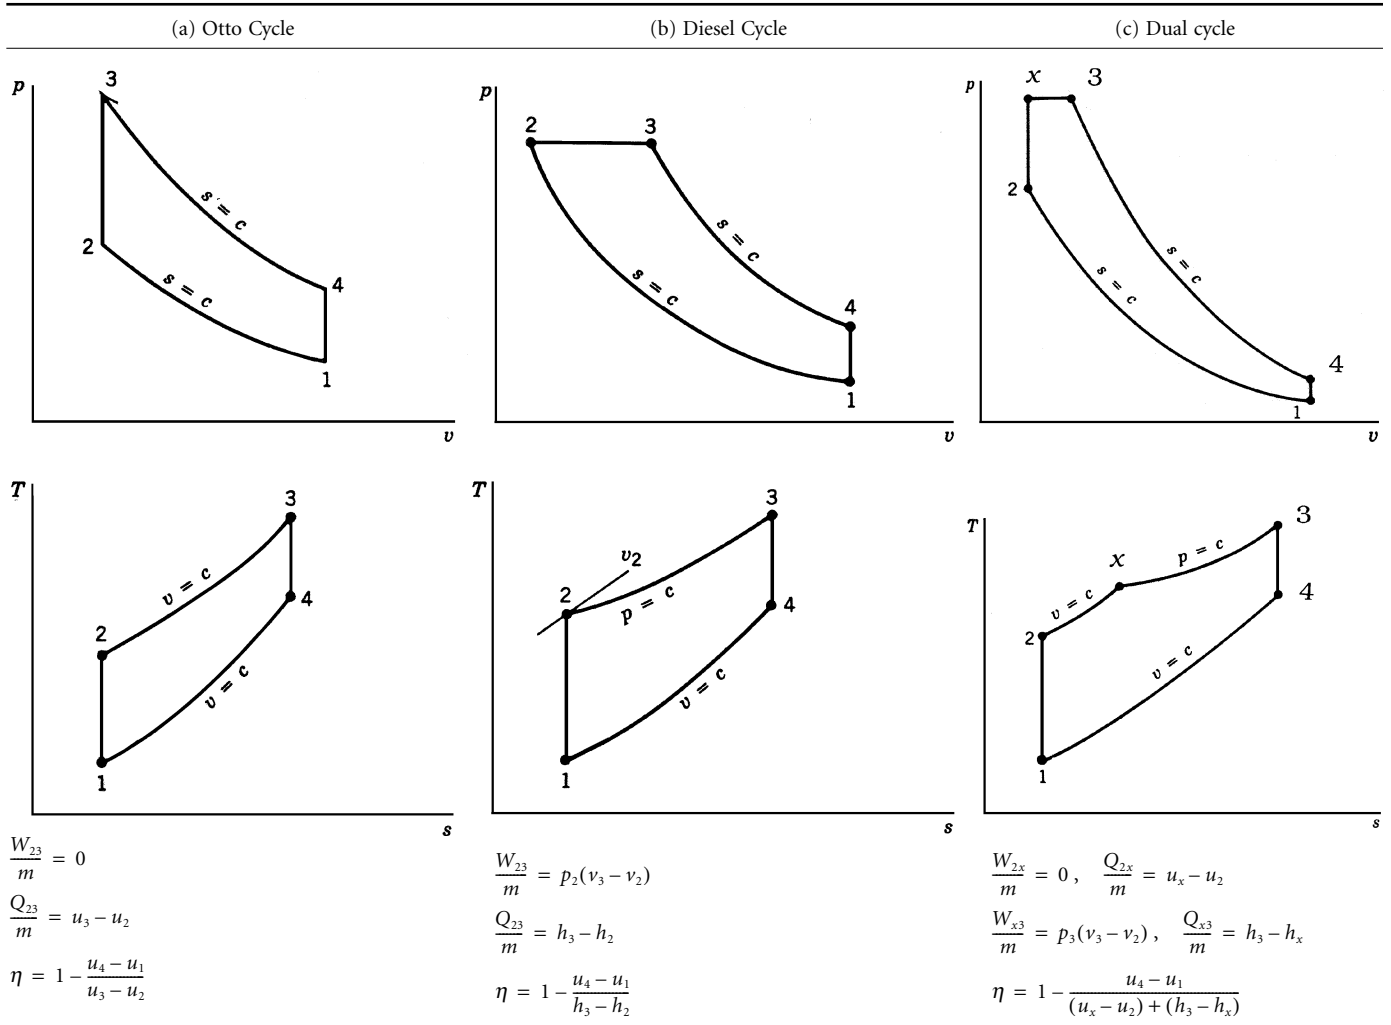 (a) Otto Cycle
(b) Diesel Cycle
(c) Dual cycle
p
3
2
s = c
s = c
4
1
v
p
2
3
s = c
s = c
4
1
v
p
x
3
2
s = c
s = c
4
1
v
T
3
v = c
2
4
v = c
1
s
T
3
v2
2
p = c
4
v = c
1
s
T
3
x
p = c
v = c
4
2
v = c
1
s
W23/m = 0
Q23/m = u3 – u2
η = 1 – (u4 – u1)/(u3 – u2)
W23/m = p2(v3 – v2)
Q23/m = h3 – h2
η = 1 – (u4 – u1)/(h3 – h2)
W2x/m = 0 , Q2x/m = ux – u2
Wx3/m = p3(v3 – v2) , Qx3/m = h3 – hx
η = 1 – (u4 – u1)/((ux – u2) + (h3 – hx))